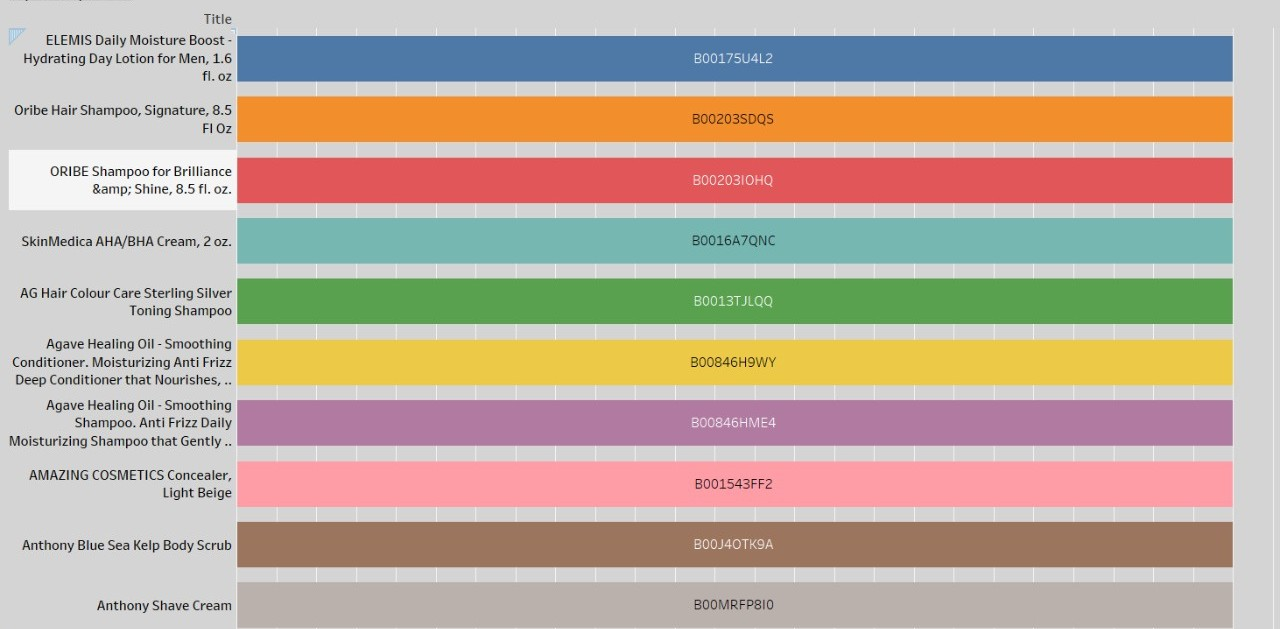 Title
ELEMIS Daily Moisture Boost -
Hydrating Day Lotion for Men, 1.6
fl. oz
B00175U4L2
Oribe Hair Shampoo, Signature, 8.5
Fl Oz
B00203SDQS
ORIBE Shampoo for Brilliance
&amp; Shine, 8.5 fl. oz.
B00203IOHQ
SkinMedica AHA/BHA Cream, 2 oz.
B0016A7QNC
AG Hair Colour Care Sterling Silver
Toning Shampoo
B0013TJLQQ
Agave Healing Oil - Smoothing
Conditioner. Moisturizing Anti Frizz
Deep Conditioner that Nourishes, ..
B00846H9WY
Agave Healing Oil - Smoothing
Shampoo. Anti Frizz Daily
Moisturizing Shampoo that Gently ..
B00846HME4
AMAZING COSMETICS Concealer,
Light Beige
B001543FF2
Anthony Blue Sea Kelp Body Scrub
B00J4OTK9A
Anthony Shave Cream
B00MRFP8I0